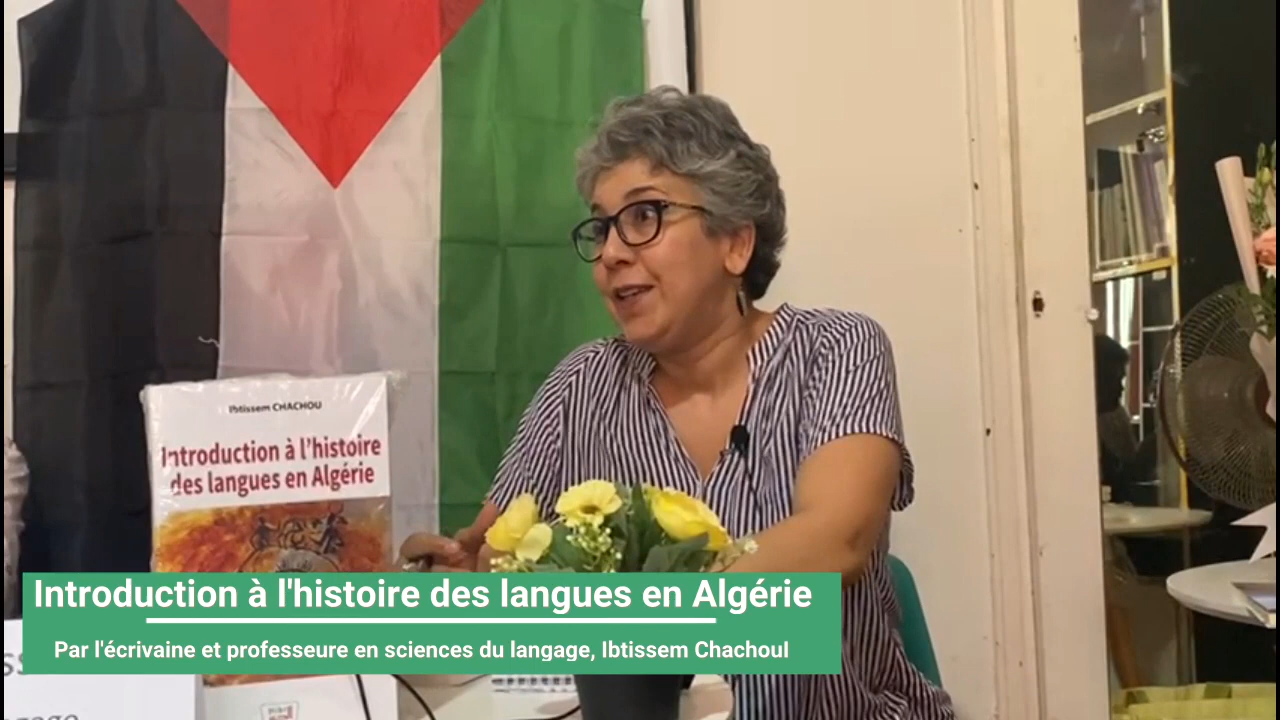 Ibtissem CHACHOU
Introduction à l'histoire
des langues en Algérie
Introduction à l'histoire des langues en Algérie
Par l'écrivaine et professeure en sciences du langage, Ibtissem Chachoul